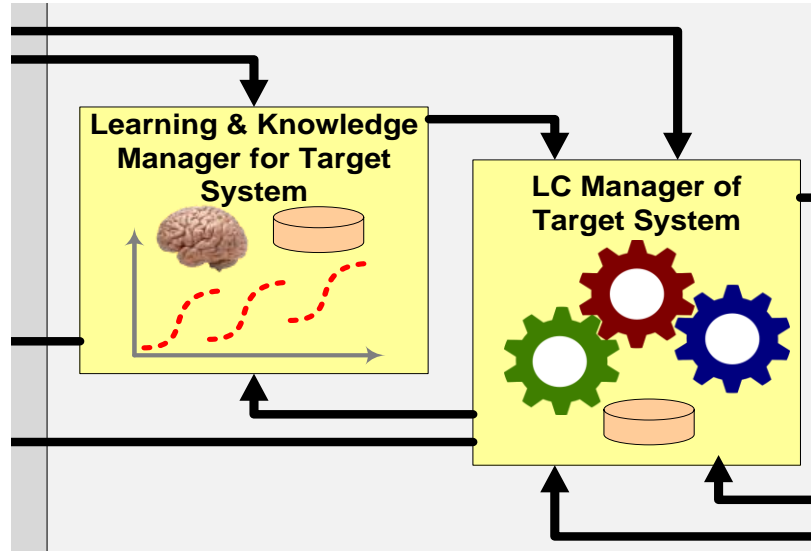 Learning & Knowledge
Manager for Target
System
LC Manager of
Target System